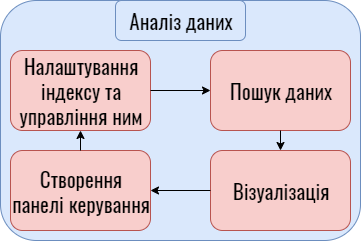 Аналіз даних
Налаштування
індексу та
управління ним
Пошук даних
Створення
панелі керування
Візуалізація